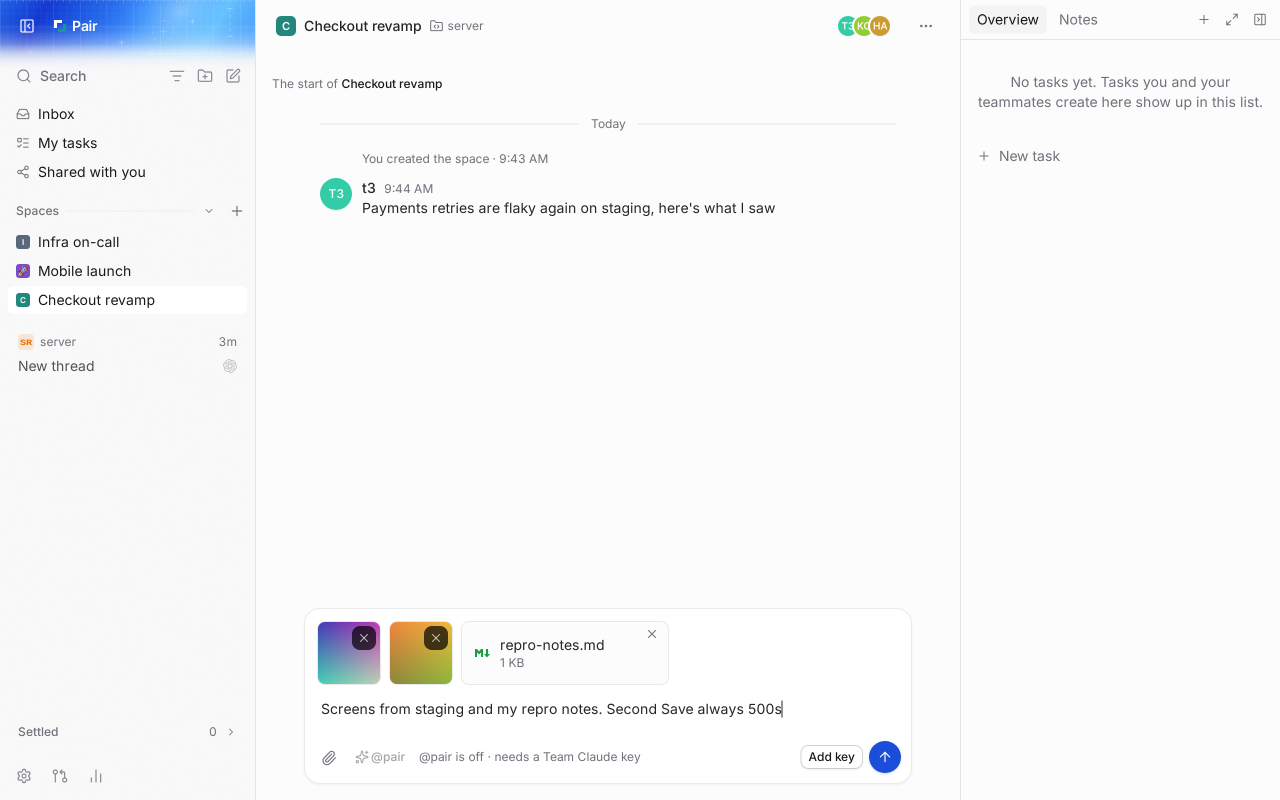 Pair
Search
Inbox
My tasks
Shared with you
Spaces
I Infra on-call
Mobile launch
C Checkout revamp
SR server 3m
New thread
Settled 0
C Checkout revamp server
T3 KC HA
The start of Checkout revamp
Today
You created the space · 9:43 AM
T3 t3 9:44 AM
Payments retries are flaky again on staging, here's what I saw
repro-notes.md
1 KB
Screens from staging and my repro notes. Second Save always 500s
@pair @pair is off · needs a Team Claude key Add key
Overview Notes
No tasks yet. Tasks you and your
teammates create here show up in this list.
New task